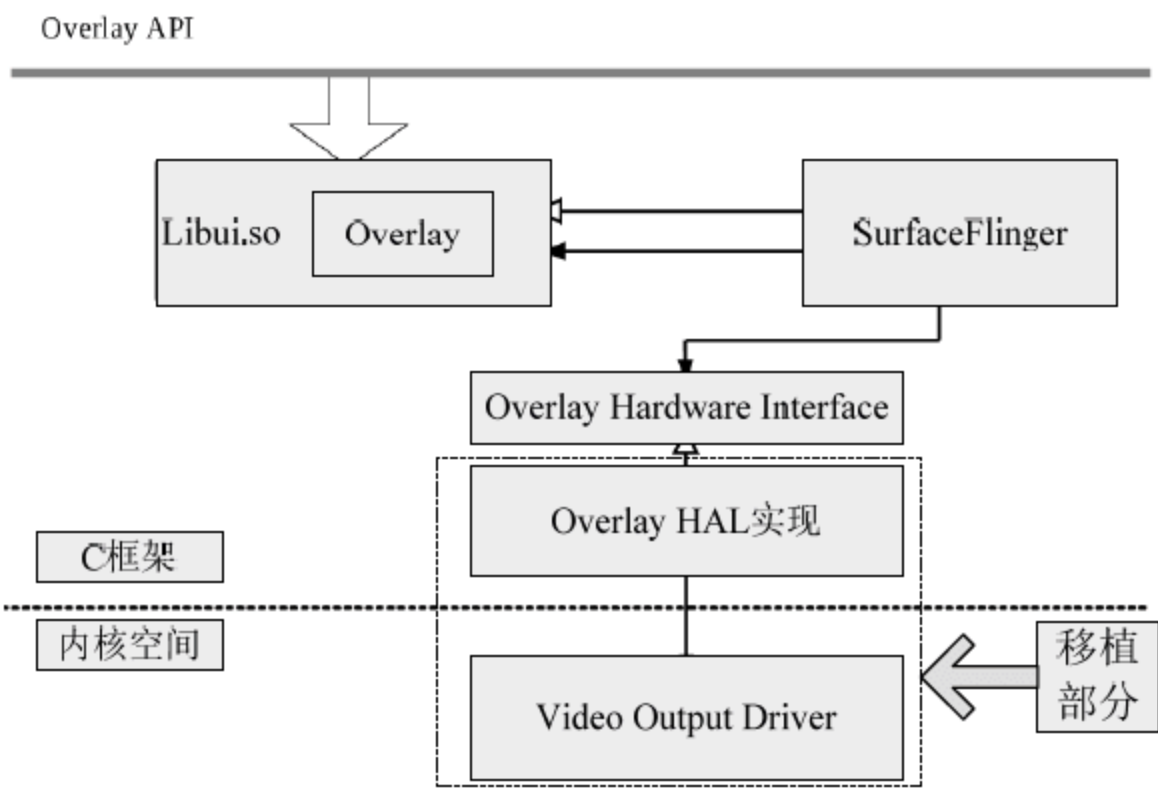 Overlay API
Libui.so
Overlay
SurfaceFlinger
Overlay Hardware Interface
Overlay HAL实现
C框架
内核空间
移植
部分
Video Output Driver